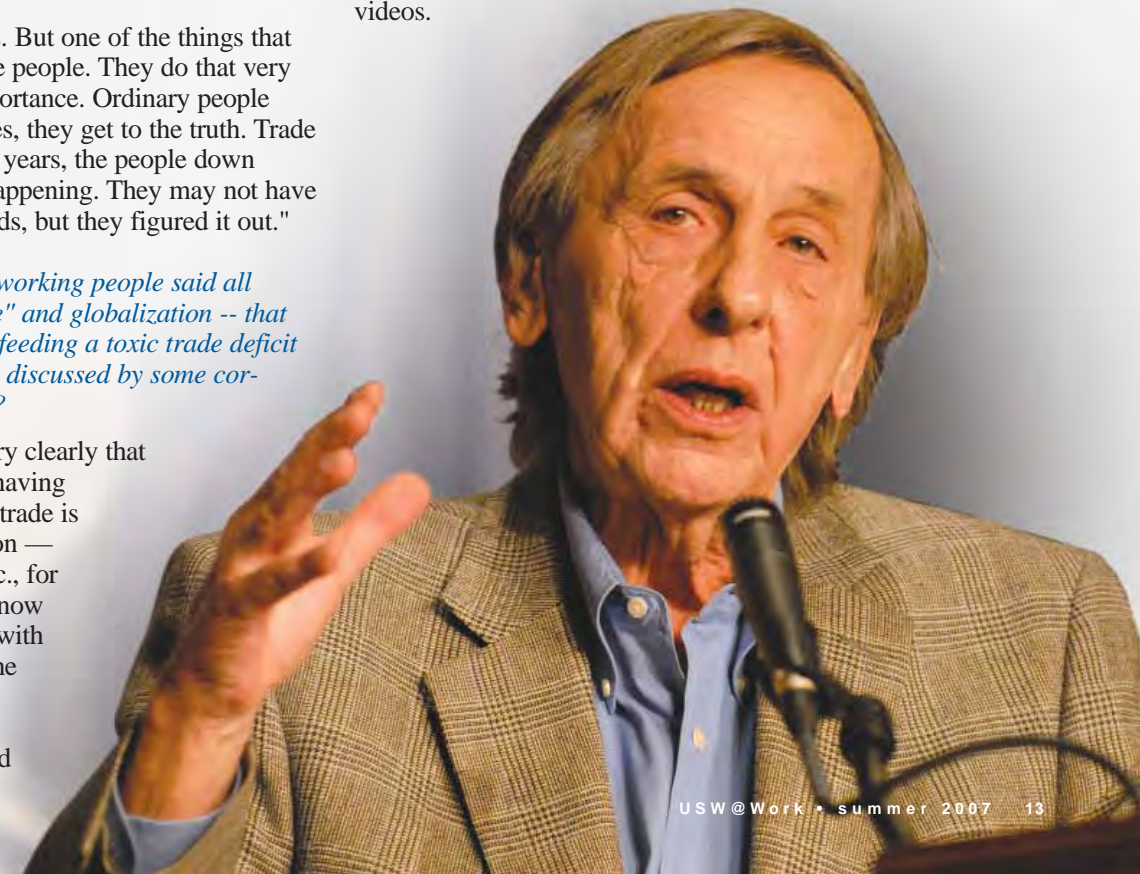 . But one of the things that
e people. They do that very
ortance. Ordinary people
es, they get to the truth. Trade
years, the people down
appening. They may not have
ds, but they figured it out."
working people said all
e" and globalization -- that
feeding a toxic trade deficit
discussed by some cor-
?
ry clearly that
having
trade is
on —
c., for
now
with
ne
d
videos.
USW@Work • summer 2007 13